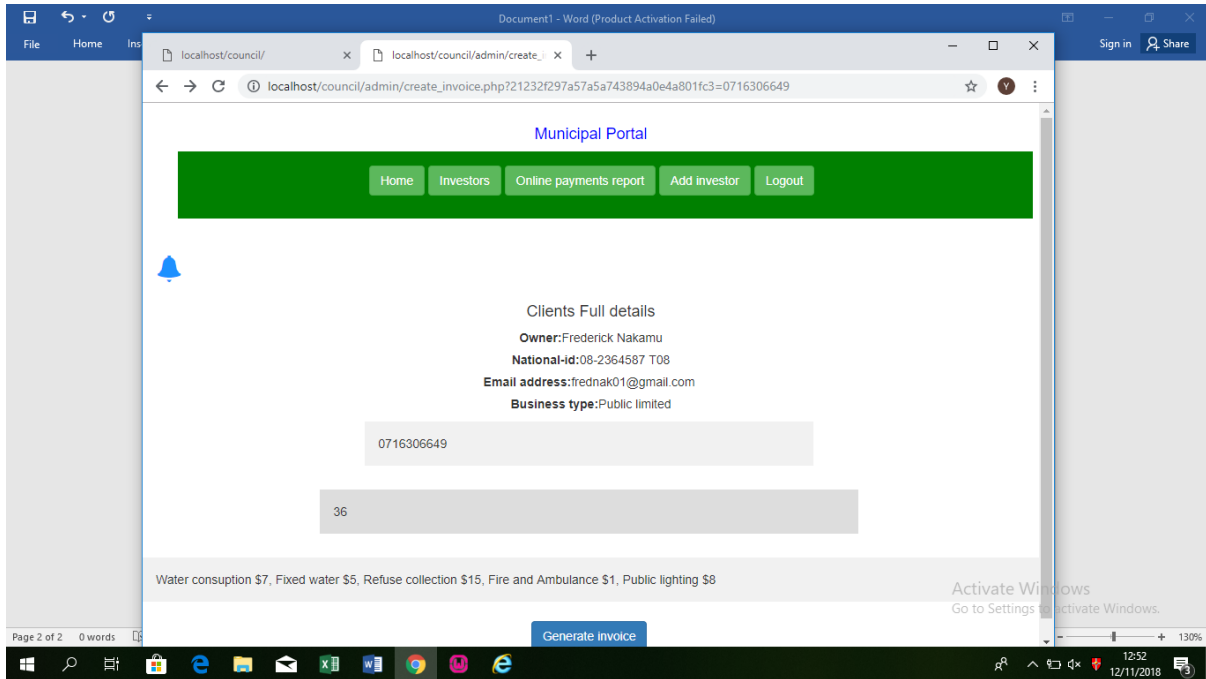 Document1 - Word (Product Activation Failed)
File Home Ins Sign in Share
localhost/council/ localhost/council/admin/create_i
localhost/council/admin/create_invoice.php?21232f297a57a5a743894a0e4a801fc3=0716306649 Y
Municipal Portal
Home Investors Online payments report Add investor Logout
Clients Full details
Owner:Frederick Nakamu
National-id:08-2364587 T08
Email address:frednak01@gmail.com
Business type:Public limited
0716306649
36
Water consuption $7, Fixed water $5, Refuse collection $15, Fire and Ambulance $1, Public lighting $8
Activate Windows
Go to Settings to activate Windows.
Generate invoice
Page 2 of 2 0 words 130%
12:52
12/11/2018 3